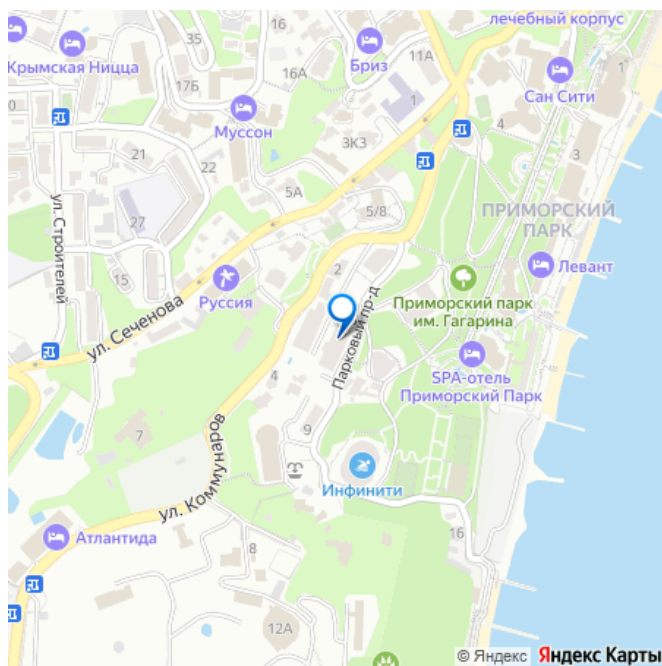 лечебный корпус
35
11А
Крымская Ницца
16А
Бриз
17Б
1
1
Сан Сити
Муссон
4
3К3
21
22
3
5А
ПРИМОРСКИЙ
ПАРК
5/8
27
ул. Строителей
15
2
Левант
Руссия
Приморский парк
им. Гагарина
ул. Сеченова
Парковый пр-д
SPA-отель
Приморский Парк
4
7
9
ул. Коммунаров
Инфинити
16
Атлантида
8
12А
© Яндекс Яндекс Карты